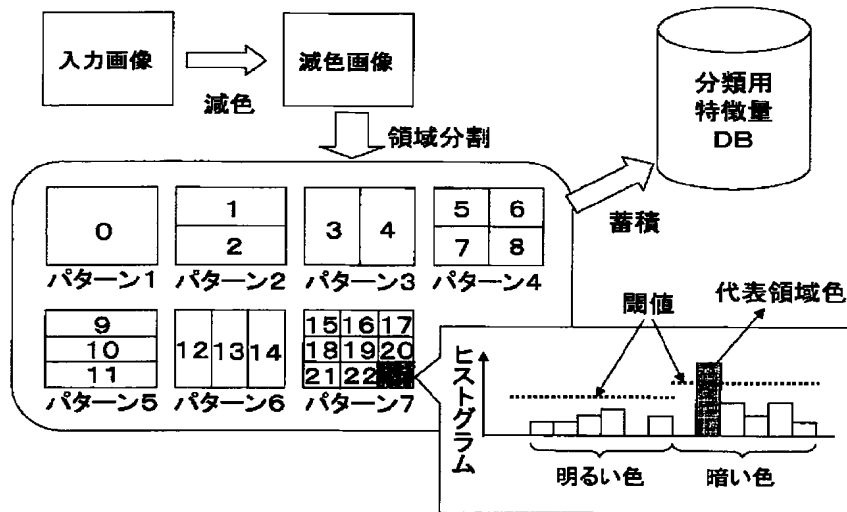 入力画像
減色
減色画像
領域分割
分類用
特徴量
DB
蓄積
0
パターン1
1
2
パターン2
3 4
パターン3
5 6
7 8
パターン4
9
10
11
パターン5
12 13 14
パターン6
15 16 17
18 19 20
21 22
パターン7
ヒストグラム
閾値
代表領域色
明るい色
暗い色